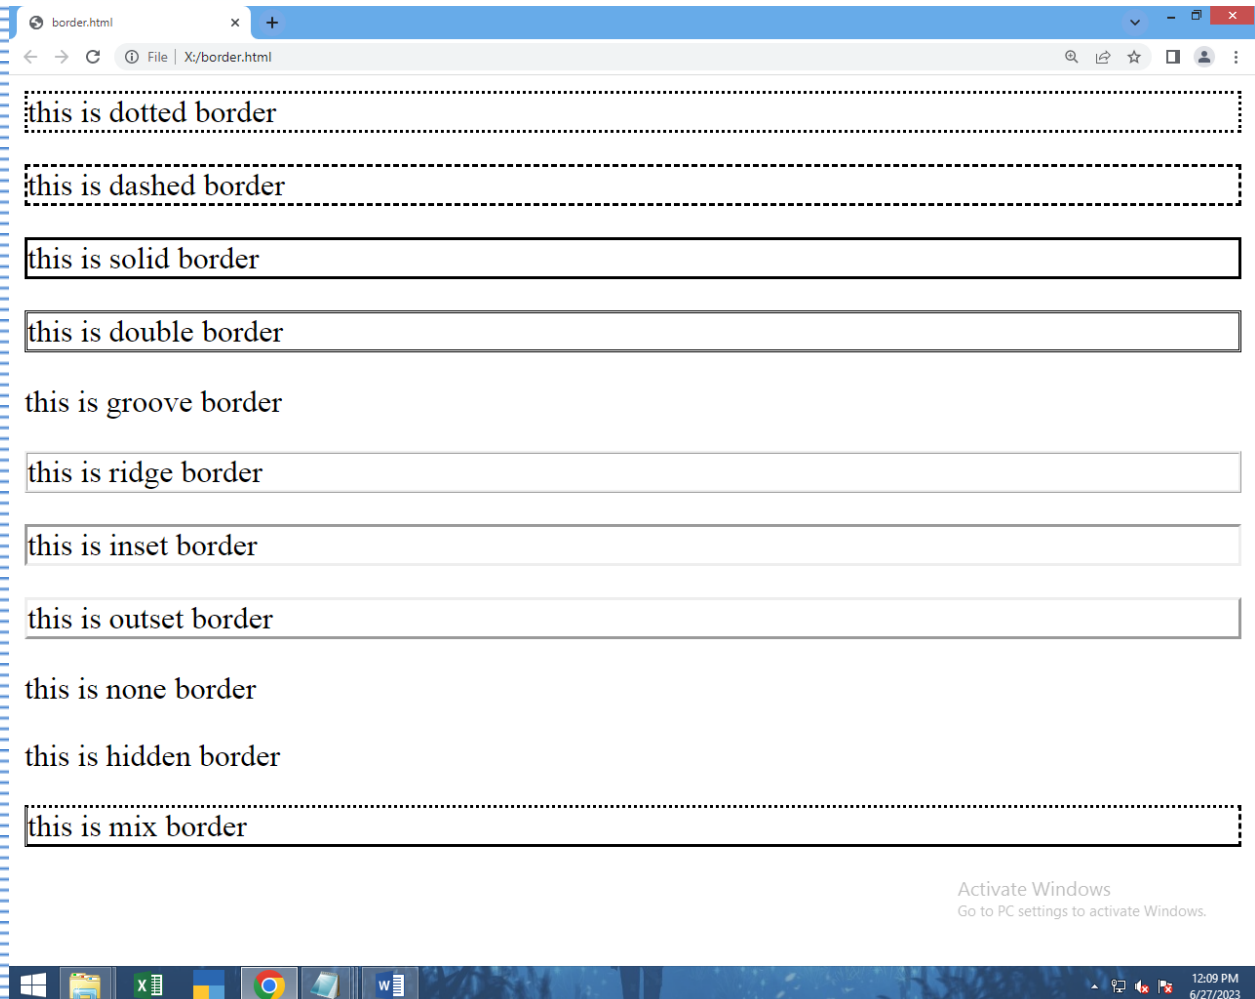 border.html
File
X:/border.html
this is dotted border
this is dashed border
this is solid border
this is double border
this is groove border
this is ridge border
this is inset border
this is outset border
this is none border
this is hidden border
this is mix border
Activate Windows
Go to PC settings to activate Windows.
12:09 PM
6/27/2023